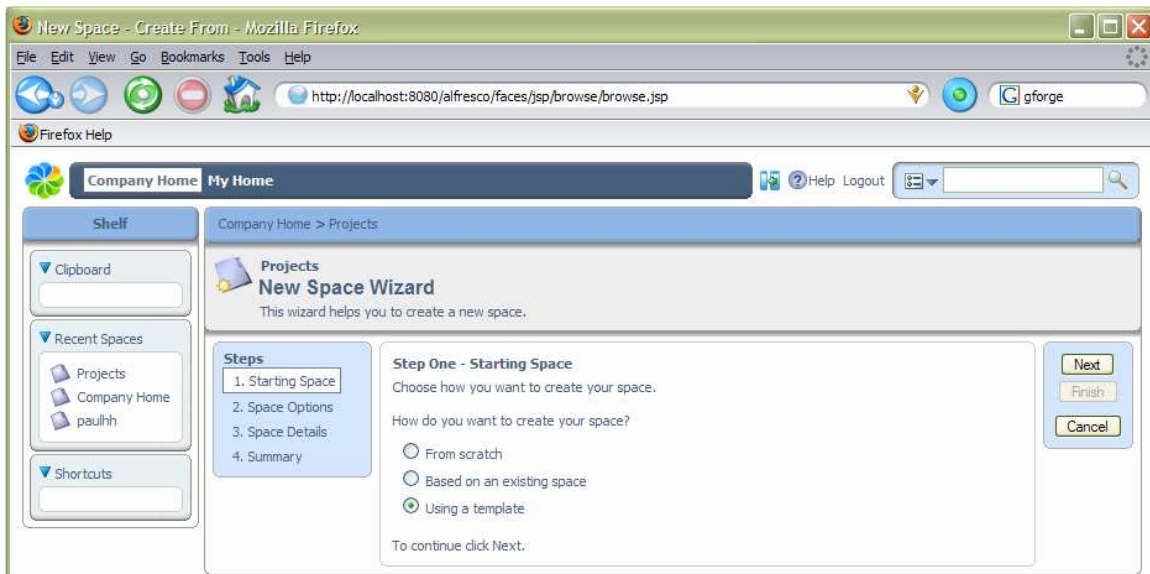 New Space - Create From - Mozilla Firefox
File Edit View Go Bookmarks Tools Help
http://localhost:8080/alfresco/faces/jsp/browse/browse.jsp
G gforge
Firefox Help
Company Home My Home
Help Logout
Shelf
Company Home > Projects
Clipboard
Projects
New Space Wizard
This wizard helps you to create a new space.
Recent Spaces
Projects
Company Home
paulhh
Shortcuts
Steps
1. Starting Space
2. Space Options
3. Space Details
4. Summary
Step One - Starting Space
Choose how you want to create your space.
How do you want to create your space?
From scratch
Based on an existing space
Using a template
To continue click Next.
Next
Finish
Cancel